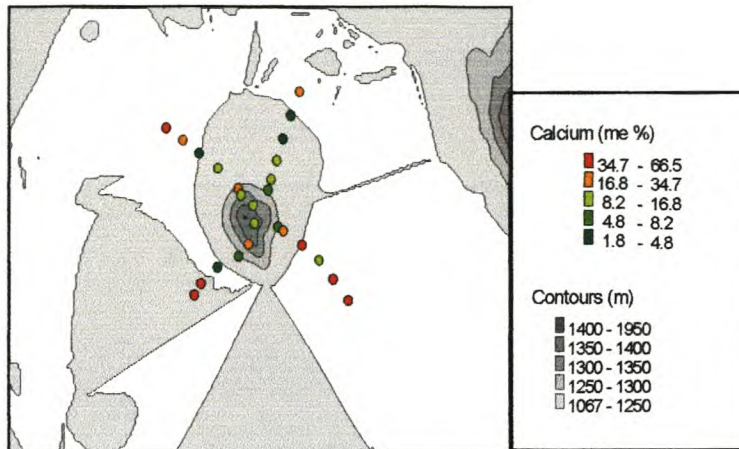 Calcium (me %)
34.7 - 66.5
16.8 - 34.7
8.2 - 16.8
4.8 - 8.2
1.8 - 4.8
Contours (m)
1400 - 1950
1350 - 1400
1300 - 1350
1250 - 1300
1067 - 1250